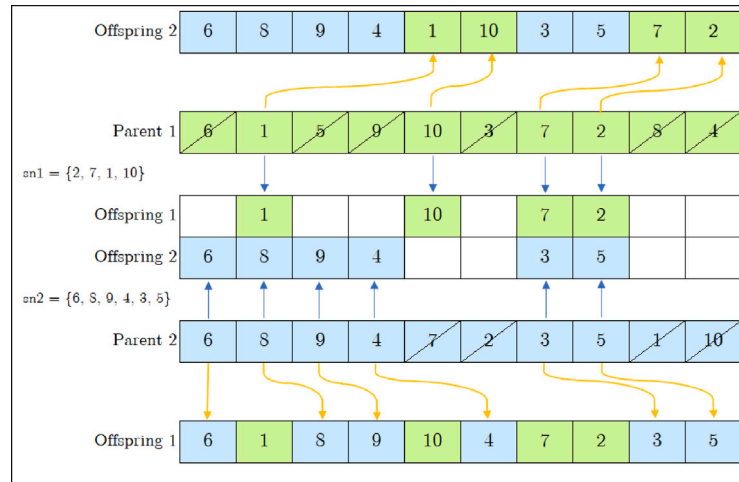 Offspring 2 6 8 9 4 1 10 3 5 7 2
Parent 1 6 1 5 9 10 3 7 2 8 4
sn1 = {2, 7, 1, 10}
Offspring 1 1 10 7 2
Offspring 2 6 8 9 4 3 5
sn2 = {6, 8, 9, 4, 3, 5}
Parent 2 6 8 9 4 7 2 3 5 1 10
Offspring 1 6 1 8 9 10 4 7 2 3 5